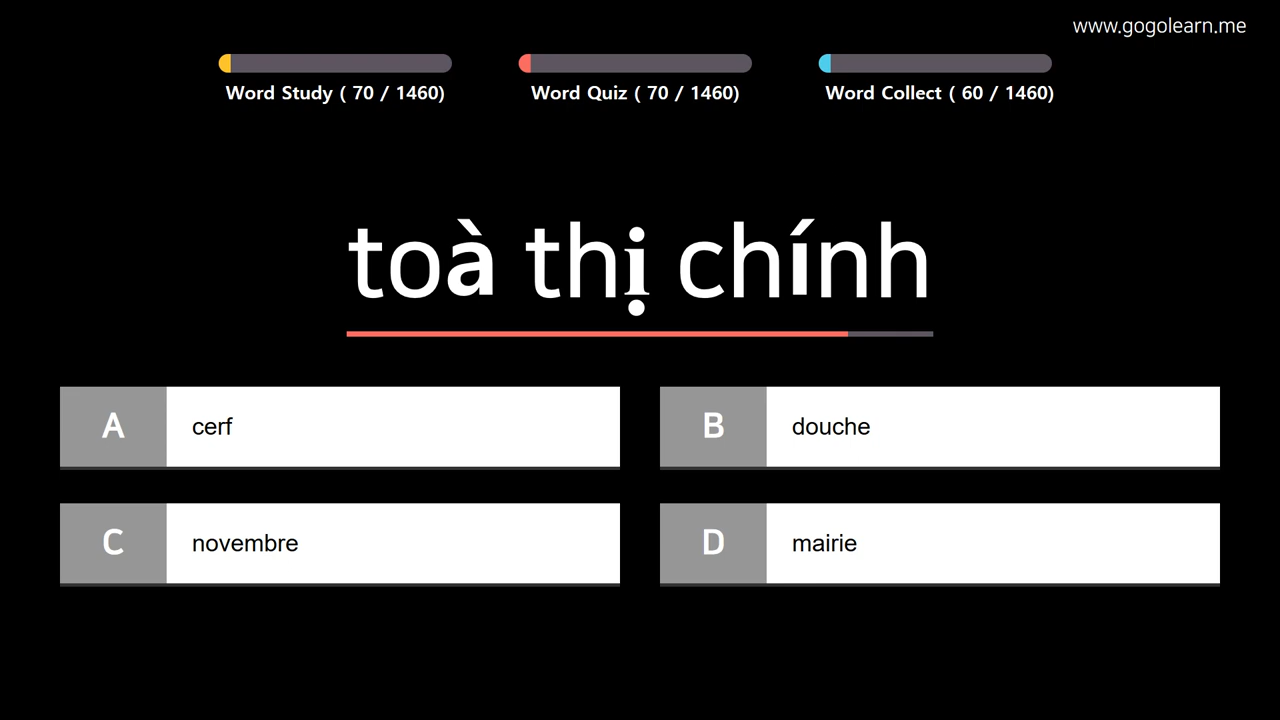 www.gogolearn.me
Word Study ( 70 / 1460)
Word Quiz ( 70 / 1460)
Word Collect ( 60 / 1460)
toà thị chính
A cerf
B douche
C novembre
D mairie